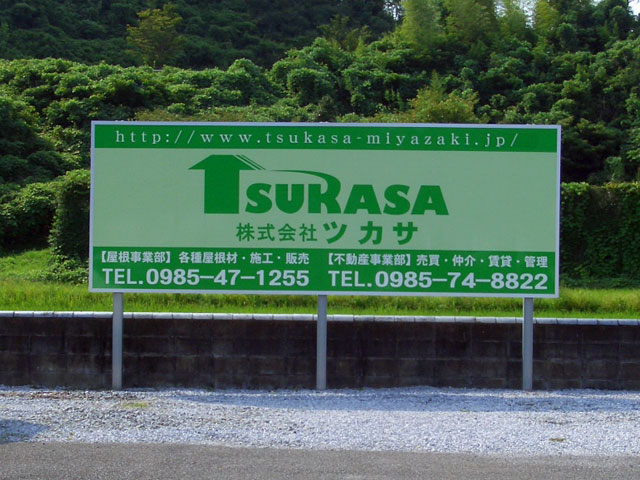 http://www.tsukasa-miyazaki.jp/
TSUKASA
株式会社 ツカサ
【屋根事業部】各種屋根材・施工・販売 【不動産事業部】売買・仲介・賃貸・管理
TEL.0985-47-1255 TEL.0985-74-8822